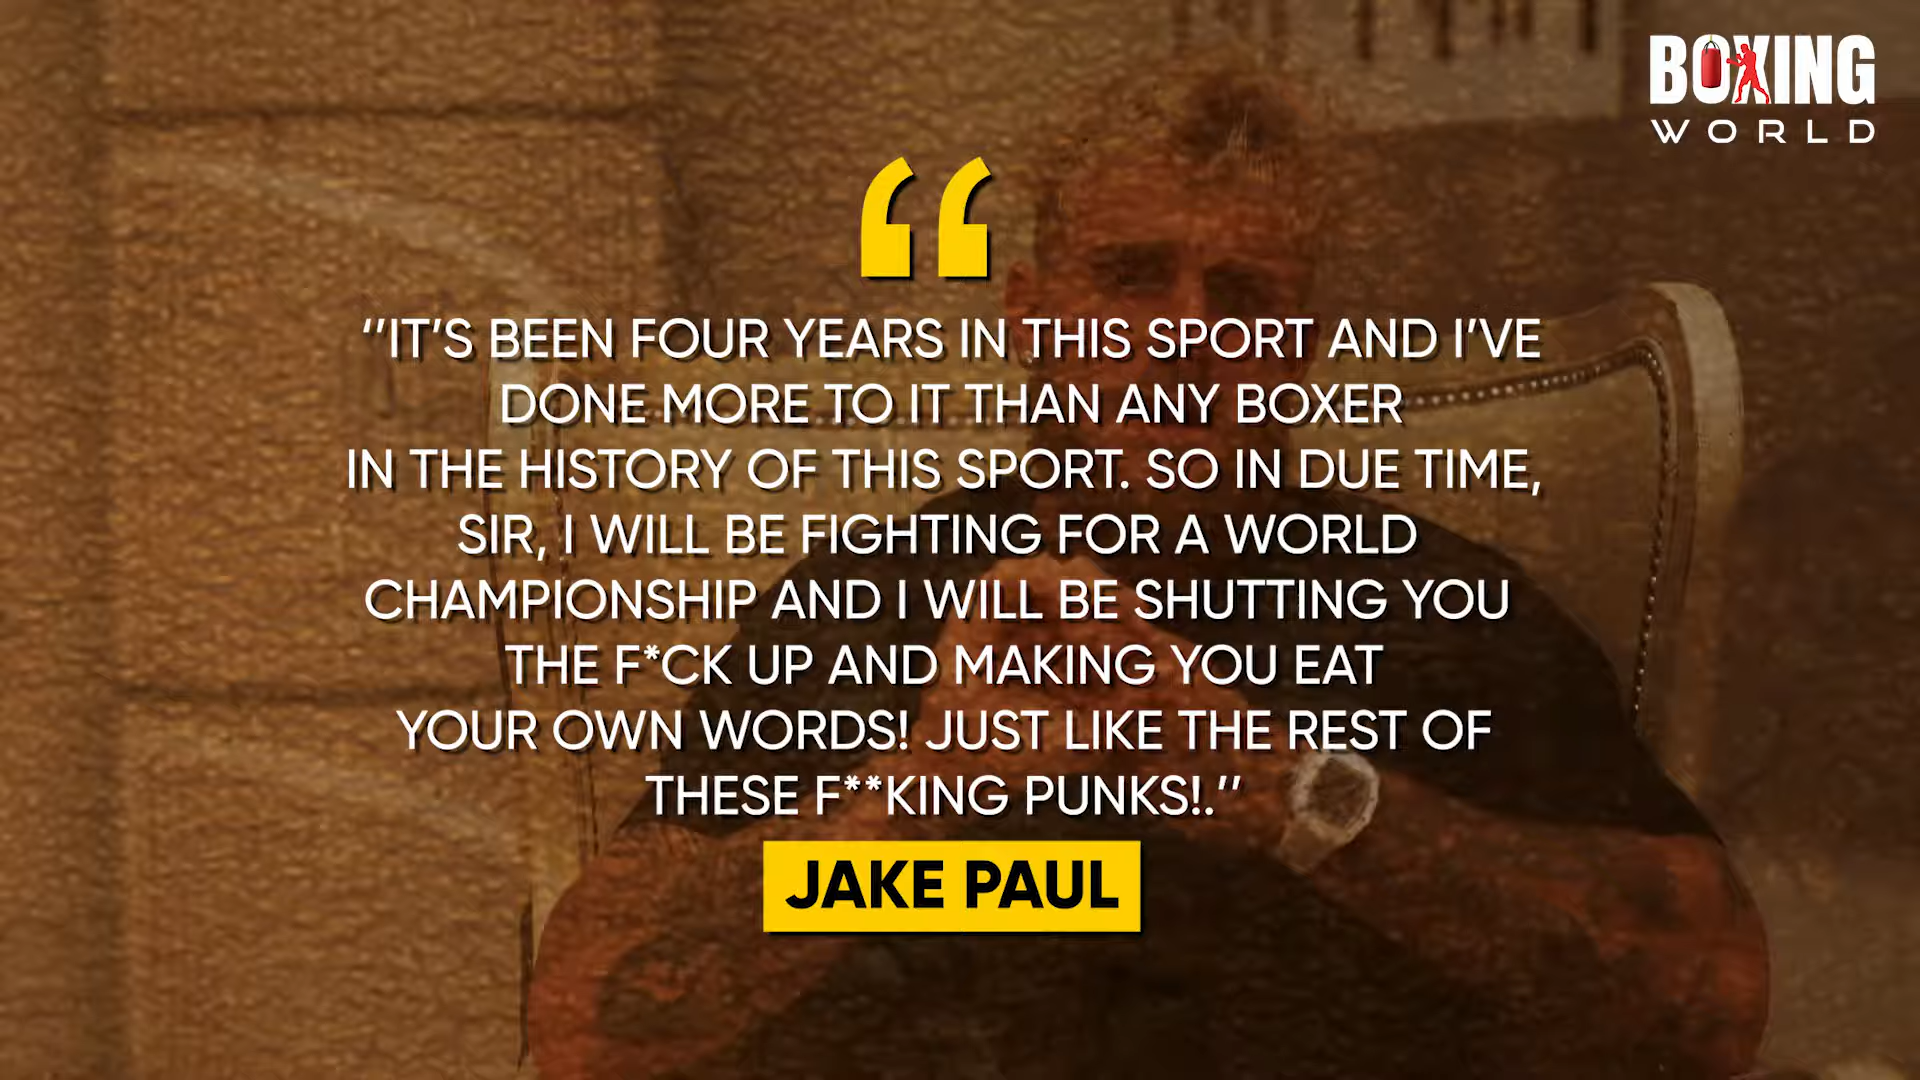 BOXING
WORLD
“
‘’IT’S BEEN FOUR YEARS IN THIS SPORT AND I’VE
DONE MORE TO IT THAN ANY BOXER
IN THE HISTORY OF THIS SPORT. SO IN DUE TIME,
SIR, I WILL BE FIGHTING FOR A WORLD
CHAMPIONSHIP AND I WILL BE SHUTTING YOU
THE F*CK UP AND MAKING YOU EAT
YOUR OWN WORDS! JUST LIKE THE REST OF
THESE F**KING PUNKS!.’’
JAKE PAUL